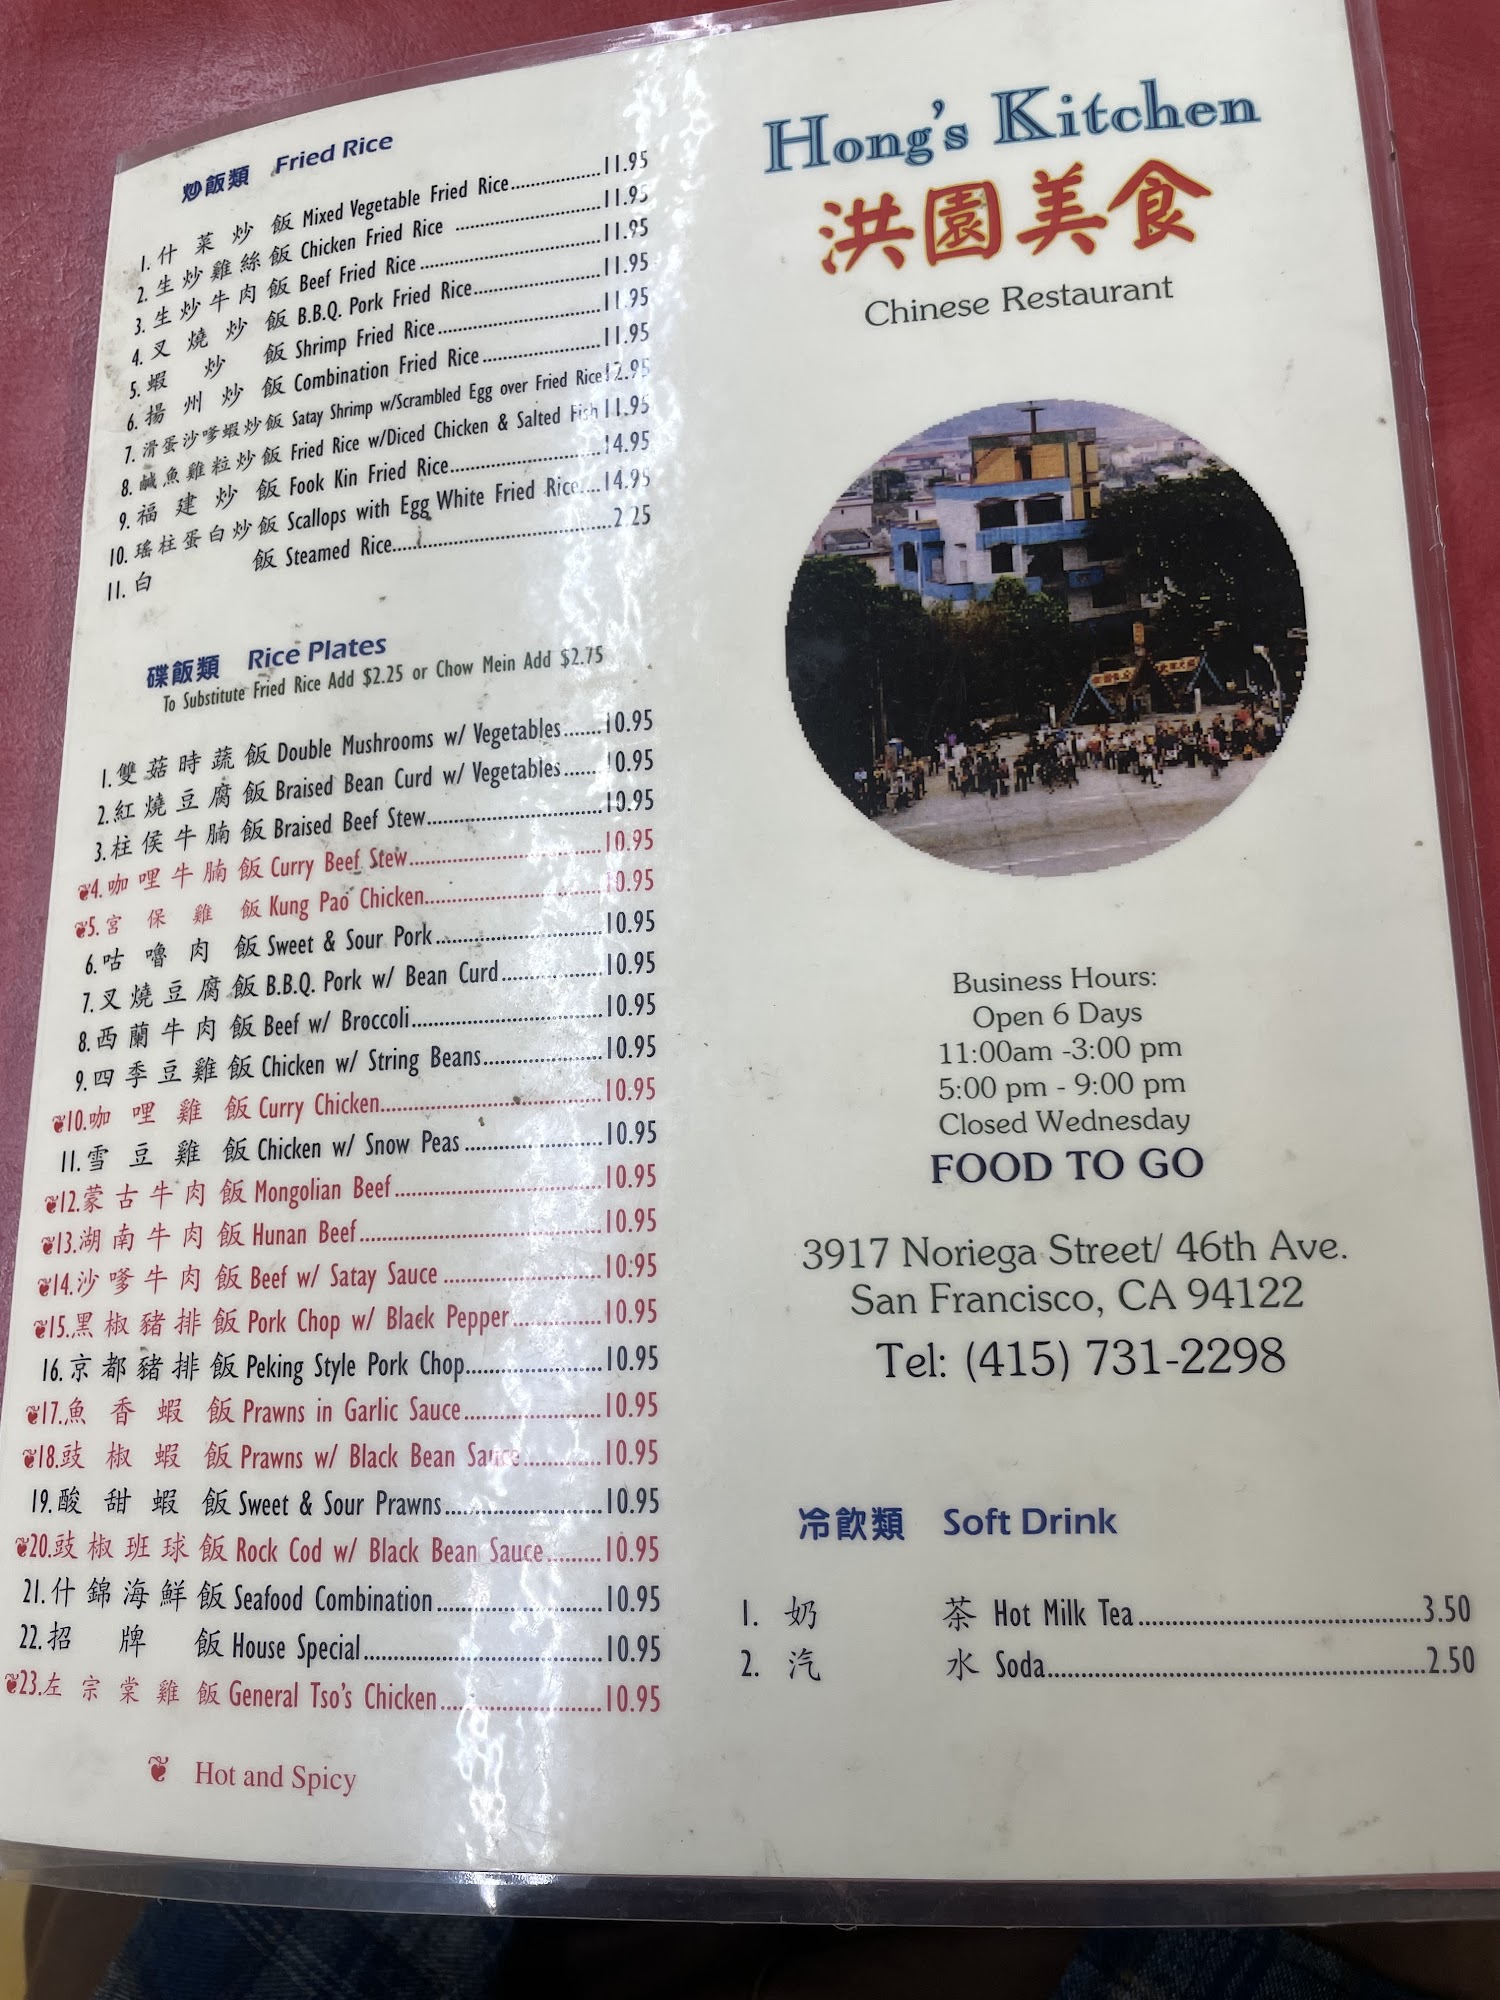 炒飯類 Fried Rice
1. 什菜炒飯 Mixed Vegetable Fried Rice.................11.95
2. 生炒雞絲飯 Chicken Fried Rice ...........................11.95
3. 生炒牛肉飯 Beef Fried Rice.................................11.95
4. 叉燒炒飯 B.B.Q. Pork Fried Rice.......................11.95
5. 蝦炒飯 Shrimp Fried Rice..............................11.95
6. 揚州炒飯 Combination Fried Rice......................11.95
7. 滑蛋沙嗲蝦炒飯 Satay Shrimp w/Scrambled Egg over Fried Rice12.95
8. 鹹魚雞粒炒飯 Fried Rice w/Diced Chicken & Salted Fish 11.95
9. 福建炒飯 Fook Kin Fried Rice...........................14.95
10. 瑤柱蛋白炒飯 Scallops with Egg White Fried Rice....14.95
11. 白飯 Steamed Rice.........................................2.25
碟飯類 Rice Plates
To Substitute Fried Rice Add $2.25 or Chow Mein Add $2.75
1. 雙菇時蔬飯 Double Mushrooms w/ Vegetables.......10.95
2. 紅燒豆腐飯 Braised Bean Curd w/ Vegetables.......10.95
3. 柱侯牛腩飯 Braised Beef Stew..............................10.95
4. 咖哩牛腩飯 Curry Beef Stew.................................10.95
5. 宮保雞飯 Kung Pao Chicken..............................10.95
6. 咕嚕肉飯 Sweet & Sour Pork............................10.95
7. 叉燒豆腐飯 B.B.Q. Pork w/ Bean Curd.................10.95
8. 西蘭牛肉飯 Beef w/ Broccoli................................10.95
9. 四季豆雞飯 Chicken w/ String Beans....................10.95
10. 咖哩雞飯 Curry Chicken.....................................10.95
11. 雪豆雞飯 Chicken w/ Snow Peas .......................10.95
12. 蒙古牛肉飯 Mongolian Beef..................................10.95
13. 湖南牛肉飯 Hunan Beef........................................10.95
14. 沙嗲牛肉飯 Beef w/ Satay Sauce ..........................10.95
15. 黑椒豬排飯 Pork Chop w/ Black Pepper................10.95
16. 京都豬排飯 Peking Style Pork Chop.......................10.95
17. 魚香蝦飯 Prawns in Garlic Sauce.......................10.95
18. 豉椒蝦飯 Prawns w/ Black Bean Sauce..............10.95
19. 酸甜蝦飯 Sweet & Sour Prawns..........................10.95
20. 豉椒班球飯 Rock Cod w/ Black Bean Sauce.........10.95
21. 什錦海鮮飯 Seafood Combination............................10.95
22. 招牌飯 House Special.........................................10.95
23. 左宗棠雞飯 General Tso's Chicken...........................10.95
Hot and Spicy
Hong's Kitchen
洪園美食
Chinese Restaurant
Business Hours:
Open 6 Days
11:00am -3:00 pm
5:00 pm - 9:00 pm
Closed Wednesday
FOOD TO GO
3917 Noriega Street/ 46th Ave.
San Francisco, CA 94122
Tel: (415) 731-2298
冷飲類 Soft Drink
1. 奶茶 Hot Milk Tea.............................................3.50
2. 汽水 Soda............................................................2.50